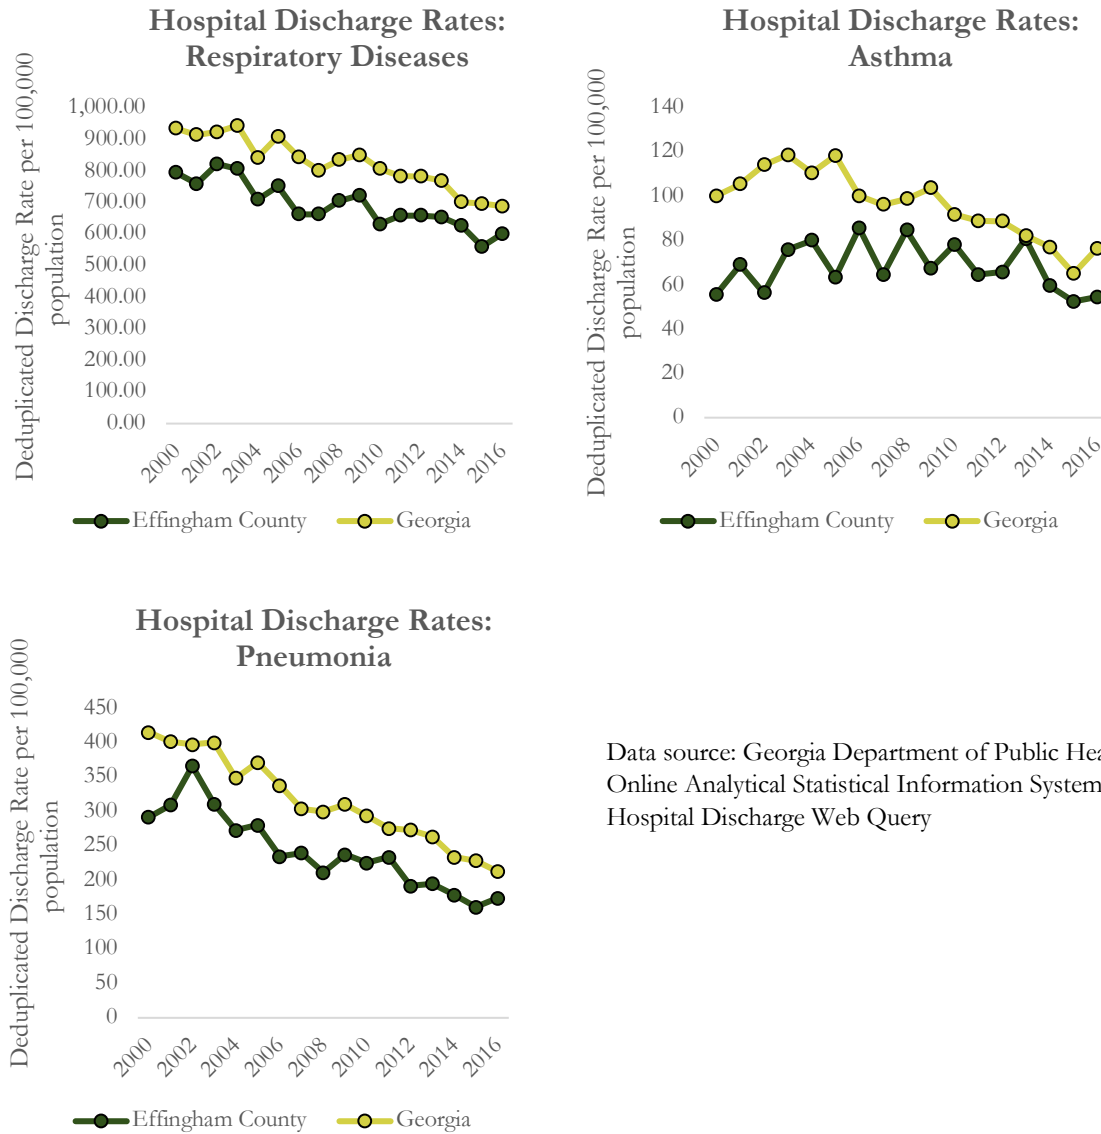 Hospital Discharge Rates:
Respiratory Diseases
Deduplicated Discharge Rate per 100,000
population
1,000.00
900.00
800.00
700.00
600.00
500.00
400.00
300.00
200.00
100.00
0.00
2000
2002
2004
2006
2008
2010
2012
2014
2016
Effingham County
Georgia
Hospital Discharge Rates:
Asthma
Deduplicated Discharge Rate per 100,000
population
140
120
100
80
60
40
20
0
2000
2002
2004
2006
2008
2010
2012
2014
2016
Effingham County
Georgia
Hospital Discharge Rates:
Pneumonia
Deduplicated Discharge Rate per 100,000
population
450
400
350
300
250
200
150
100
50
0
2000
2002
2004
2006
2008
2010
2012
2014
2016
Effingham County
Georgia
Data source: Georgia Department of Public
Online Analytical Statistical Information System
Hospital Discharge Web Query